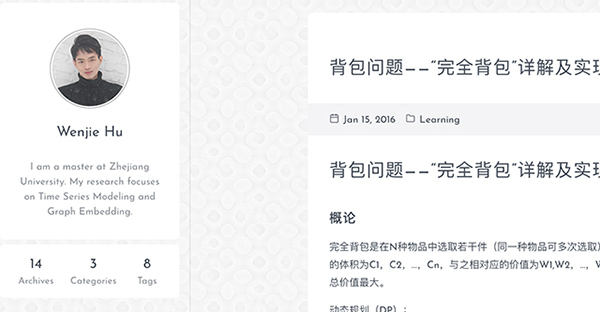 Wenjie Hu
I am a master at Zhejiang
University. My research focuses
on Time Series Modeling and
Graph Embedding.
14 3 8
Archives Categories Tags
背包问题——“完全背包”详解及实现
Jan 15, 2016 Learning
背包问题——“完全背包”详解及实现
概论
完全背包是在N种物品中选取若干件（同一种物品可多次选取）
的体积为C1，C2，…，Cn，与之相对应的价值为W1,W2，…，W
总价值最大。
动态规划（DP）：